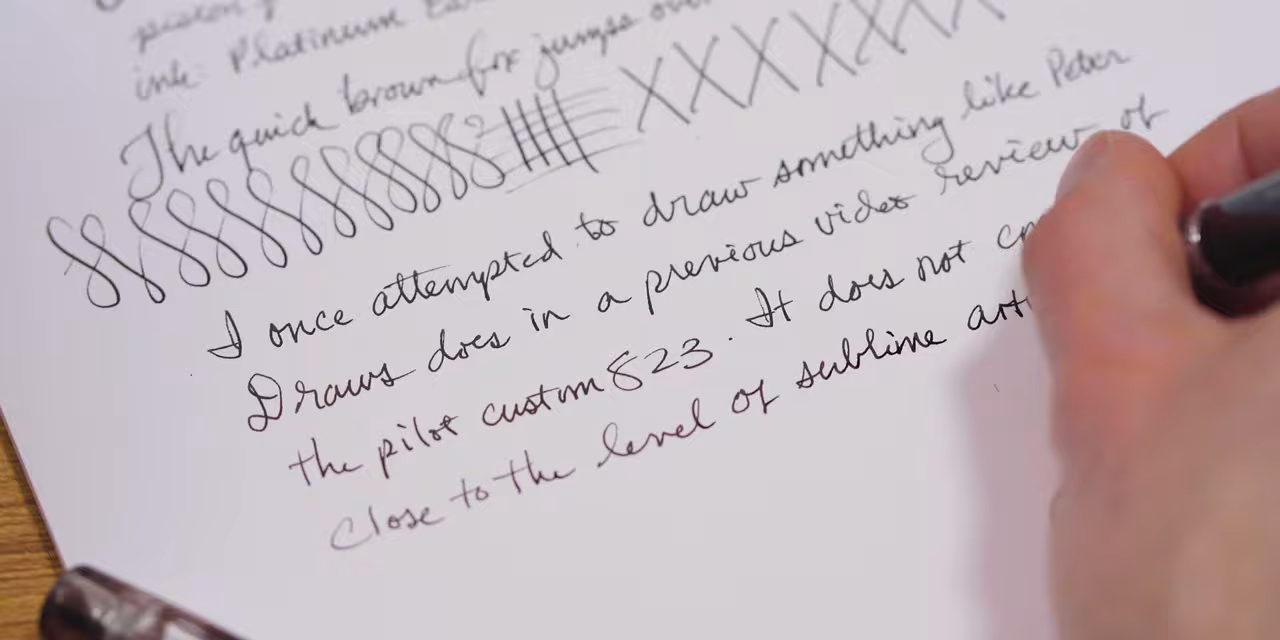 ink: Platinum
The quick brown fox jumps over
XXXXXXXX
I once attempted to draw something like Peter
Draws does in a previous video review of
the pilot custom 823. It does not
close to the level of sublime